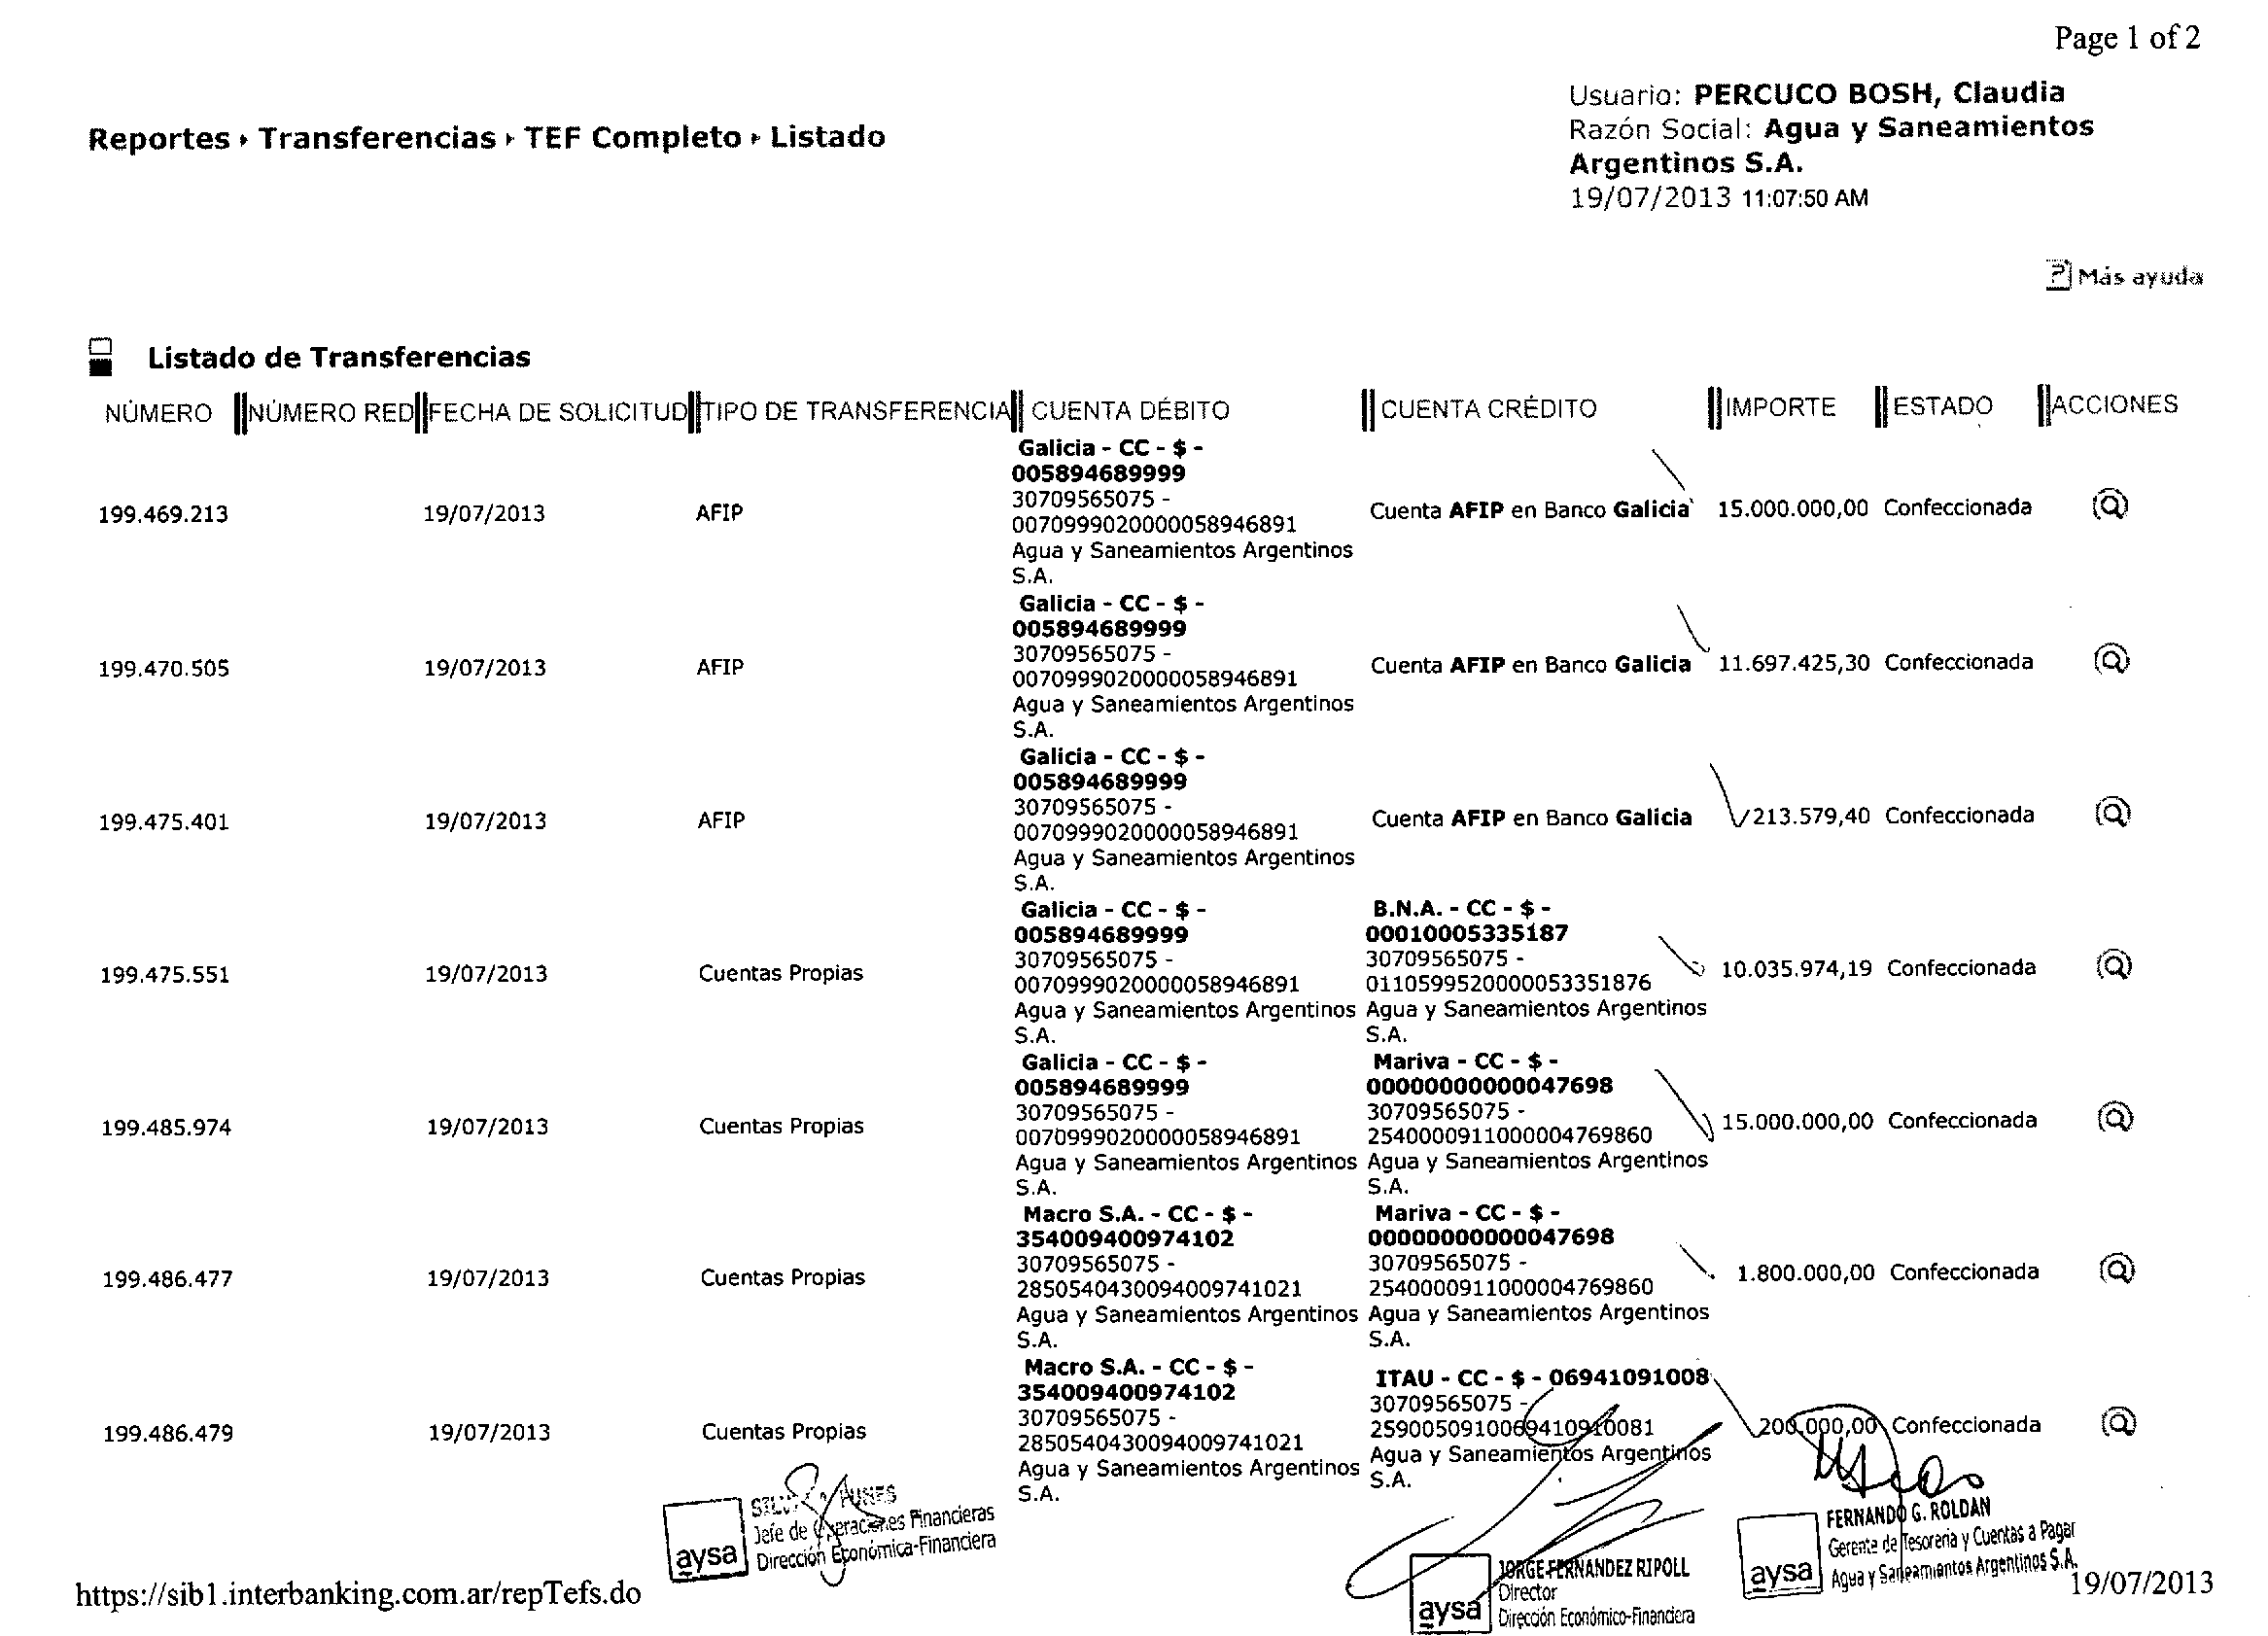 Page 1 of 2
Usuario: PERCUCO BOSH, Claudia
Razón Social: Agua y Saneamientos
Argentinos S.A.
19/07/2013 11:07:50 AM
Reportes › Transferencias › TEF Completo › Listado
Más ayuda
Listado de Transferencias
NÚMERO NÚMERO RED FECHA DE SOLICITUD TIPO DE TRANSFERENCIA CUENTA DÉBITO CUENTA CRÉDITO IMPORTE ESTADO ACCIONES
Galicia - CC - $ -
005894689999
30709565075 -
199.469.213 19/07/2013 AFIP 0070999020000058946891 Cuenta AFIP en Banco Galicia 15.000.000,00 Confeccionada
Agua y Saneamientos Argentinos
S.A.
Galicia - CC - $ -
005894689999
30709565075 -
199.470.505 19/07/2013 AFIP 0070999020000058946891 Cuenta AFIP en Banco Galicia 11.697.425,30 Confeccionada
Agua y Saneamientos Argentinos
S.A.
Galicia - CC - $ -
005894689999
30709565075 -
199.475.401 19/07/2013 AFIP 0070999020000058946891 Cuenta AFIP en Banco Galicia 213.579,40 Confeccionada
Agua y Saneamientos Argentinos
S.A.
Galicia - CC - $ - B.N.A. - CC - $ -
005894689999 00010005335187
30709565075 - 30709565075 -
199.475.551 19/07/2013 Cuentas Propias 0070999020000058946891 0110599520000053351876 10.035.974,19 Confeccionada
Agua y Saneamientos Argentinos Agua y Saneamientos Argentinos
S.A. S.A.
Galicia - CC - $ - Mariva - CC - $ -
005894689999 00000000000047698
30709565075 - 30709565075 -
199.485.974 19/07/2013 Cuentas Propias 0070999020000058946891 2540000911000004769860 15.000.000,00 Confeccionada
Agua y Saneamientos Argentinos Agua y Saneamientos Argentinos
S.A. S.A.
Macro S.A. - CC - $ - Mariva - CC - $ -
354009400974102 00000000000047698
30709565075 - 30709565075 -
199.486.477 19/07/2013 Cuentas Propias 2850540430094009741021 2540000911000004769860 1.800.000,00 Confeccionada
Agua y Saneamientos Argentinos Agua y Saneamientos Argentinos
S.A. S.A.
Macro S.A. - CC - $ - ITAU - CC - $ - 06941091008
354009400974102 30709565075 -
30709565075 - 2590050910069410910081
199.486.479 19/07/2013 Cuentas Propias 2850540430094009741021 Agua y Saneamientos Argentinos 200.000,00 Confeccionada
Agua y Saneamientos Argentinos S.A.
S.A.
FUNES
Jefe de Operaciones Financieras
aysa Dirección Económica-Financiera
JORGE FERNANDEZ RIPOLL
Director
aysa Dirección Económico-Financiera
FERNANDO G. ROLDAN
Gerente de Tesorería y Cuentas a Pagar
aysa Agua y Saneamientos Argentinos S.A.
https://sib1.interbanking.com.ar/repTefs.do 19/07/2013